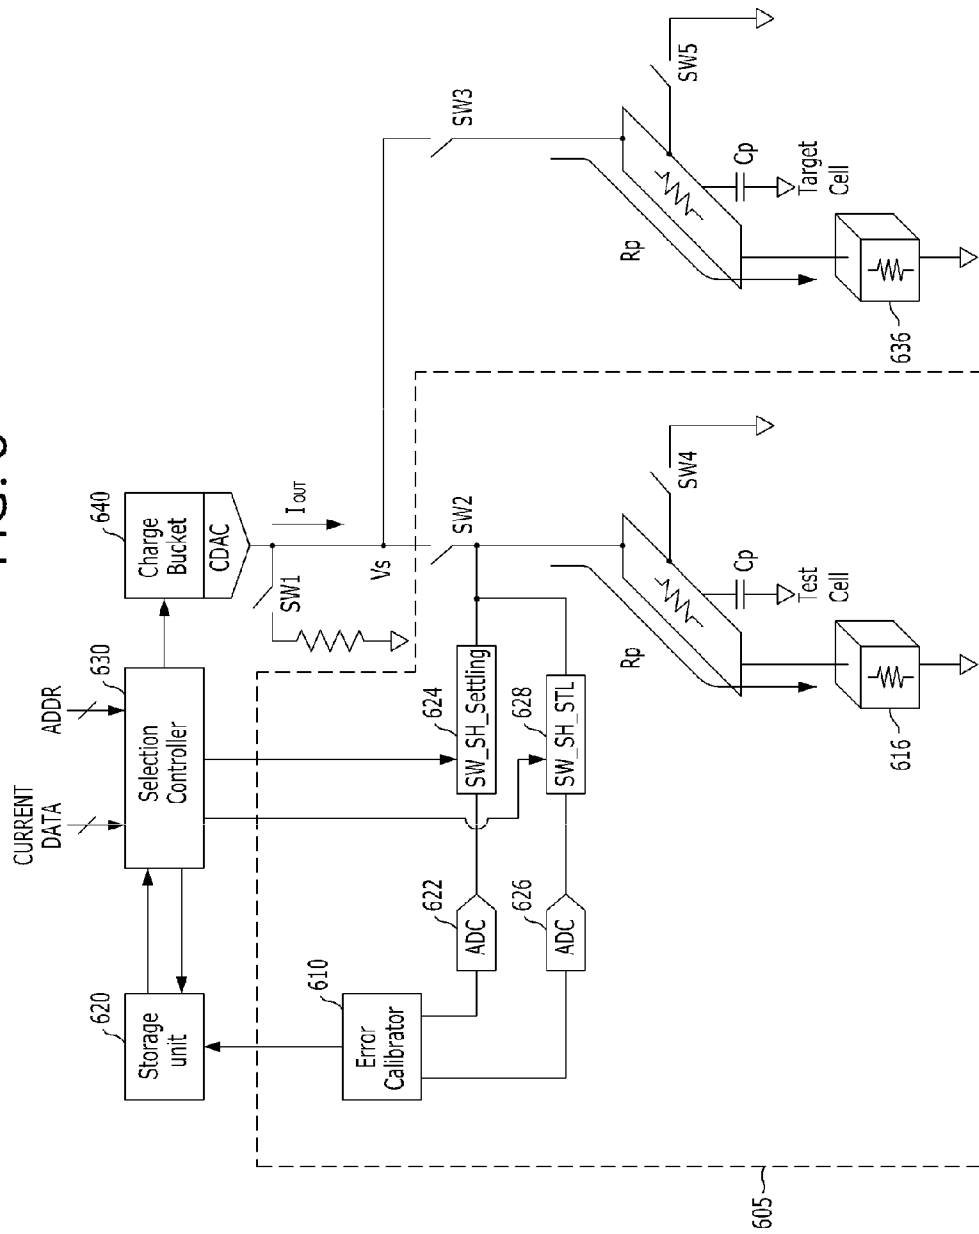 CURRENT
DATA
ADDR
620
Storage
unit
630
Selection
Controller
640
Charge
Bucket
CDAC
SW1
I OUT
Vs
SW2
SW3
610
Error
Calibrator
622
ADC
624
SW_SH_Settling
626
ADC
628
SW_SH_STL
Rp
Cp
SW4
Test
Cell
616
Rp
Cp
SW5
Target
Cell
636
605